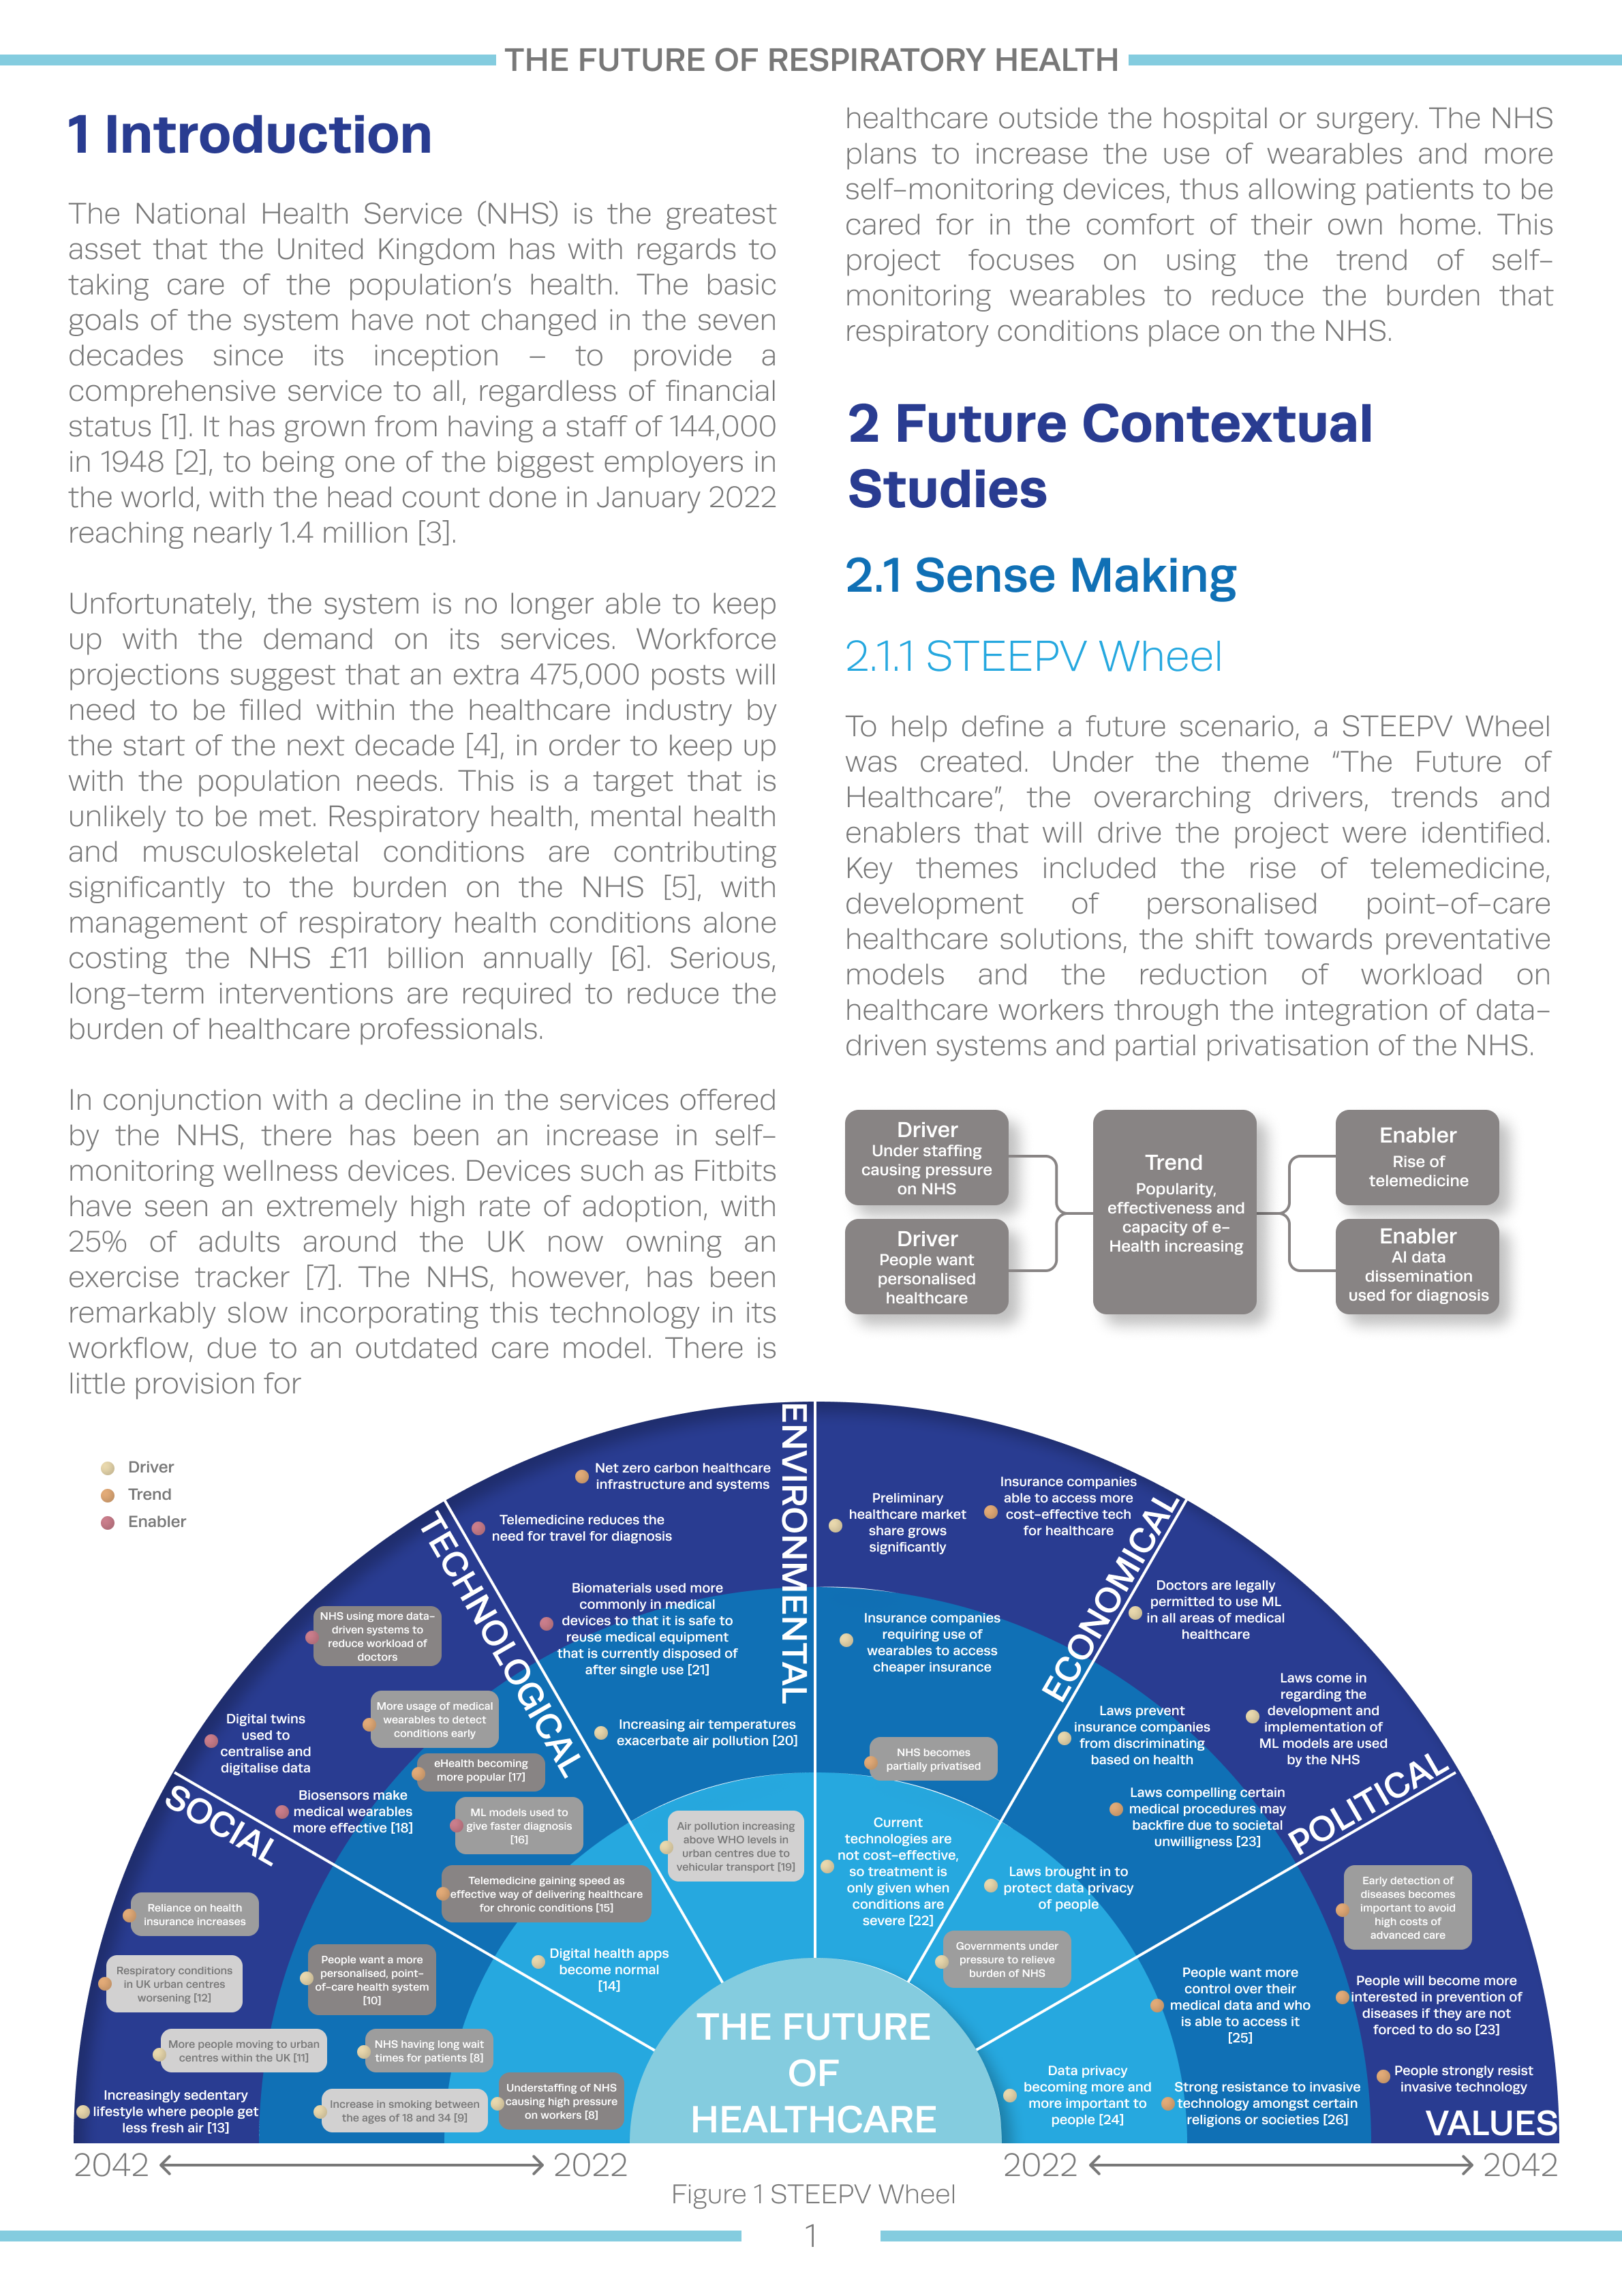 THE FUTURE OF RESPIRATORY HEALTH
1 Introduction
The National Health Service (NHS) is the greatest
asset that the United Kingdom has with regards to
taking care of the population's health. The basic
goals of the system have not changed in the seven
decades since its inception – to provide a
comprehensive service to all, regardless of financial
status [1]. It has grown from having a staff of 144,000
in 1948 [2], to being one of the biggest employers in
the world, with the head count done in January 2022
reaching nearly 1.4 million [3].
Unfortunately, the system is no longer able to keep
up with the demand on its services. Workforce
projections suggest that an extra 475,000 posts will
need to be filled within the healthcare industry by
the start of the next decade [4], in order to keep up
with the population needs. This is a target that is
unlikely to be met. Respiratory health, mental health
and musculoskeletal conditions are contributing
significantly to the burden on the NHS [5], with
management of respiratory health conditions alone
costing the NHS £11 billion annually [6]. Serious,
long-term interventions are required to reduce the
burden of healthcare professionals.
In conjunction with a decline in the services offered
by the NHS, there has been an increase in self-
monitoring wellness devices. Devices such as Fitbits
have seen an extremely high rate of adoption, with
25% of adults around the UK now owning an
exercise tracker [7]. The NHS, however, has been
remarkably slow incorporating this technology in its
workflow, due to an outdated care model. There is
little provision for
healthcare outside the hospital or surgery. The NHS
plans to increase the use of wearables and more
self-monitoring devices, thus allowing patients to be
cared for in the comfort of their own home. This
project focuses on using the trend of self-
monitoring wearables to reduce the burden that
respiratory conditions place on the NHS.
2 Future Contextual
Studies
2.1 Sense Making
2.1.1 STEEPV Wheel
To help define a future scenario, a STEEPV Wheel
was created. Under the theme "The Future of
Healthcare", the overarching drivers, trends and
enablers that will drive the project were identified.
Key themes included the rise of telemedicine,
development of personalised point-of-care
healthcare solutions, the shift towards preventative
models and the reduction of workload on
healthcare workers through the integration of data-
driven systems and partial privatisation of the NHS.
Driver
Under staffing
causing pressure
on NHS
Driver
People want
personalised
healthcare
Trend
Popularity,
effectiveness and
capacity of e-
Health increasing
Enabler
Rise of
telemedicine
Enabler
AI data
dissemination
used for diagnosis
Driver
Trend
Enabler
SOCIAL
Reliance on health
insurance increases
Respiratory conditions
in UK urban centres
worsening [12]
More people moving to urban
centres within the UK [11]
Increasingly sedentary
lifestyle where people get
less fresh air [13]
People want a more
personalised, point-
of-care health system
[10]
NHS having long wait
times for patients [8]
Increase in smoking between
the ages of 18 and 34 [9]
Understaffing of NHS
causing high pressure
on workers [8]
TECHNOLOGICAL
NHS using more data-
driven systems to
reduce workload of
doctors
Digital twins
used to
centralise and
digitalise data
More usage of medical
wearables to detect
conditions early
eHealth becoming
more popular [17]
Biosensors make
medical wearables
more effective [18]
ML models used to
give faster diagnosis
[16]
Telemedicine gaining speed as
effective way of delivering healthcare
for chronic conditions [15]
Digital health apps
become normal
[14]
ENVIRONMENTAL
Net zero carbon healthcare
infrastructure and systems
Telemedicine reduces the
need for travel for diagnosis
Biomaterials used more
commonly in medical
devices to that it is safe to
reuse medical equipment
that is currently disposed of
after single use [21]
Increasing air temperatures
exacerbate air pollution [20]
Air pollution increasing
above WHO levels in
urban centres due to
vehicular transport [19]
ECONOMICAL
Preliminary
healthcare market
share grows
significantly
Insurance companies
able to access more
cost-effective tech
for healthcare
Insurance companies
requiring use of
wearables to access
cheaper insurance
NHS becomes
partially privatised
Current
technologies are
not cost-effective,
so treatment is
only given when
conditions are
severe [22]
POLITICAL
Doctors are legally
permitted to use ML
in all areas of medical
healthcare
Laws come in
regarding the
development and
implementation of
ML models are used
by the NHS
Laws prevent
insurance companies
from discriminating
based on health
Laws compelling certain
medical procedures may
backfire due to societal
unwilligness [23]
Laws brought in to
protect data privacy
of people
Governments under
pressure to relieve
burden of NHS
VALUES
Early detection of
diseases becomes
important to avoid
high costs of
advanced care
People want more
control over their
medical data and who
is able to access it
[25]
People will become more
interested in prevention of
diseases if they are not
forced to do so [23]
People strongly resist
invasive technology
Data privacy
becoming more and
more important to
people [24]
Strong resistance to invasive
technology amongst certain
religions or societies [26]
THE FUTURE
OF
HEALTHCARE
2042
2022
2022
2042
Figure 1 STEEPV Wheel
1